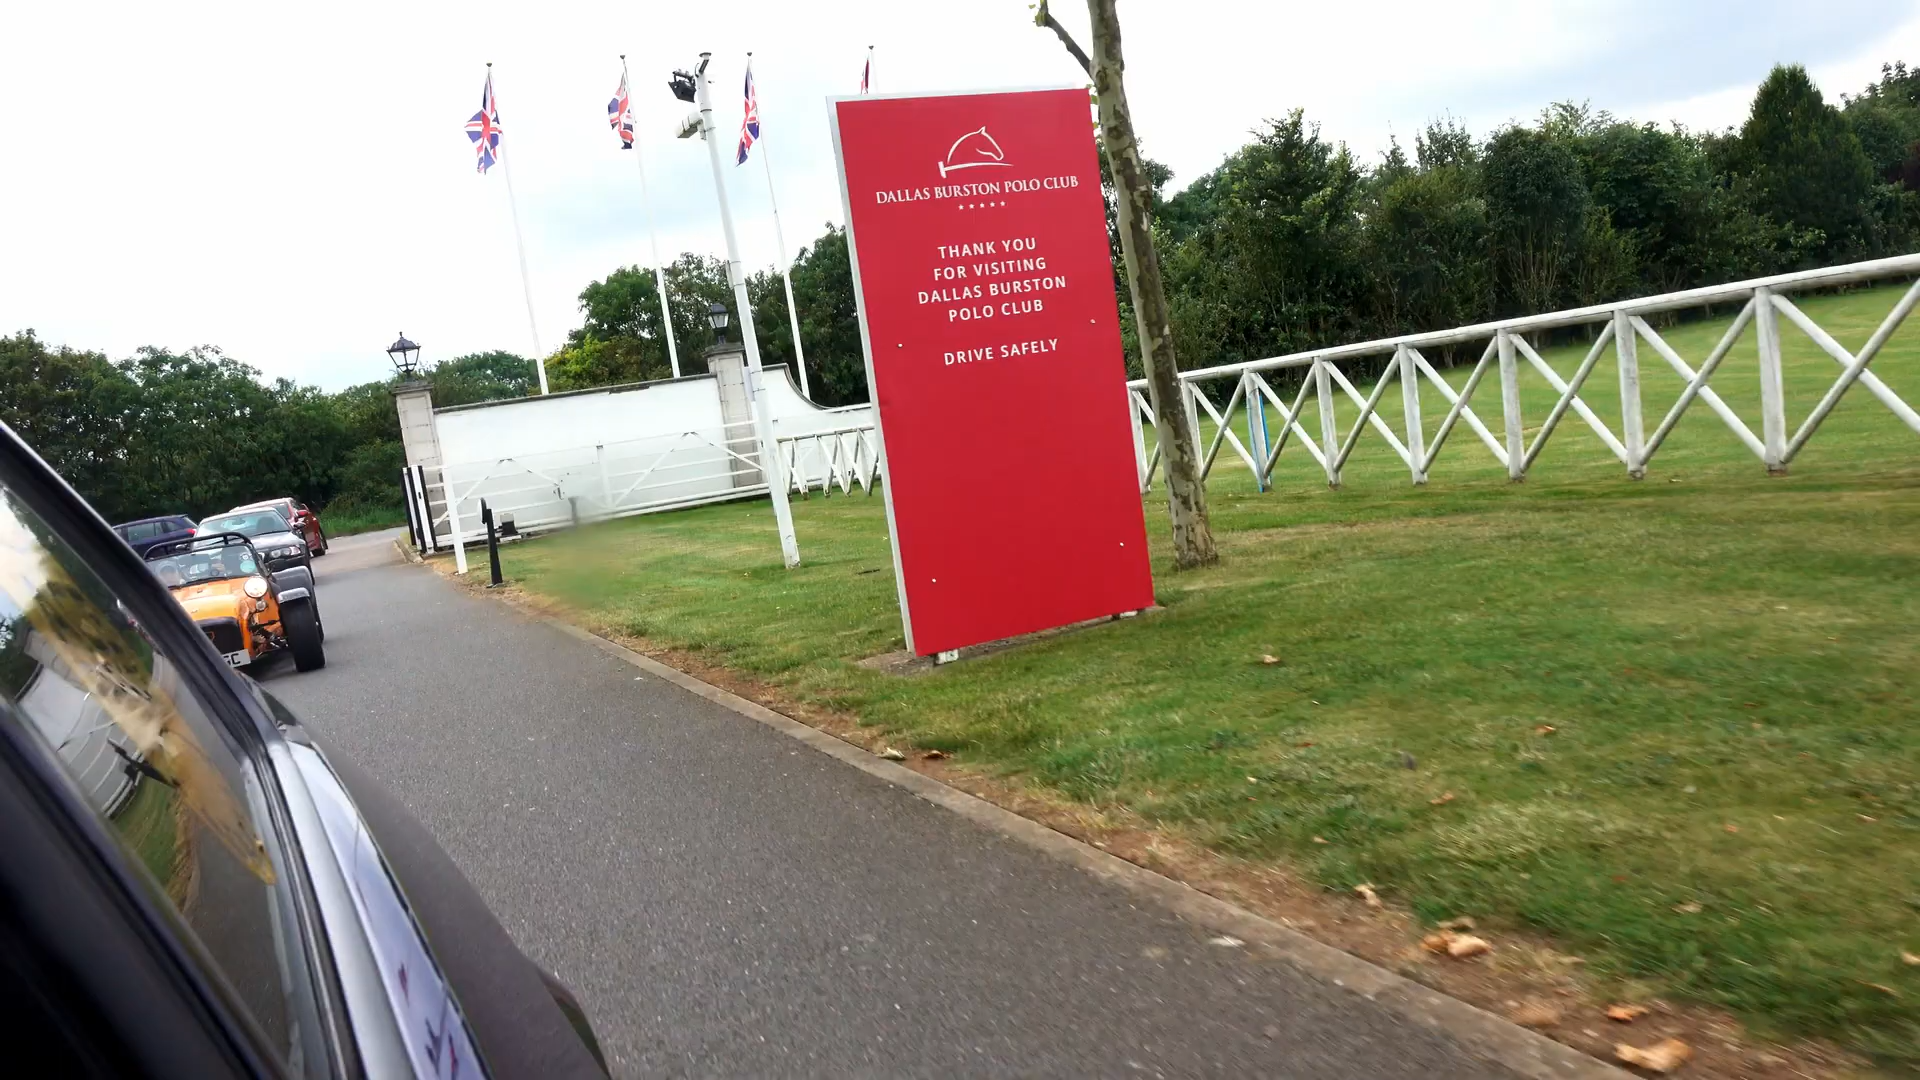 DALLAS BURSTON POLO CLUB
THANK YOU
FOR VISITING
DALLAS BURSTON
POLO CLUB
DRIVE SAFELY